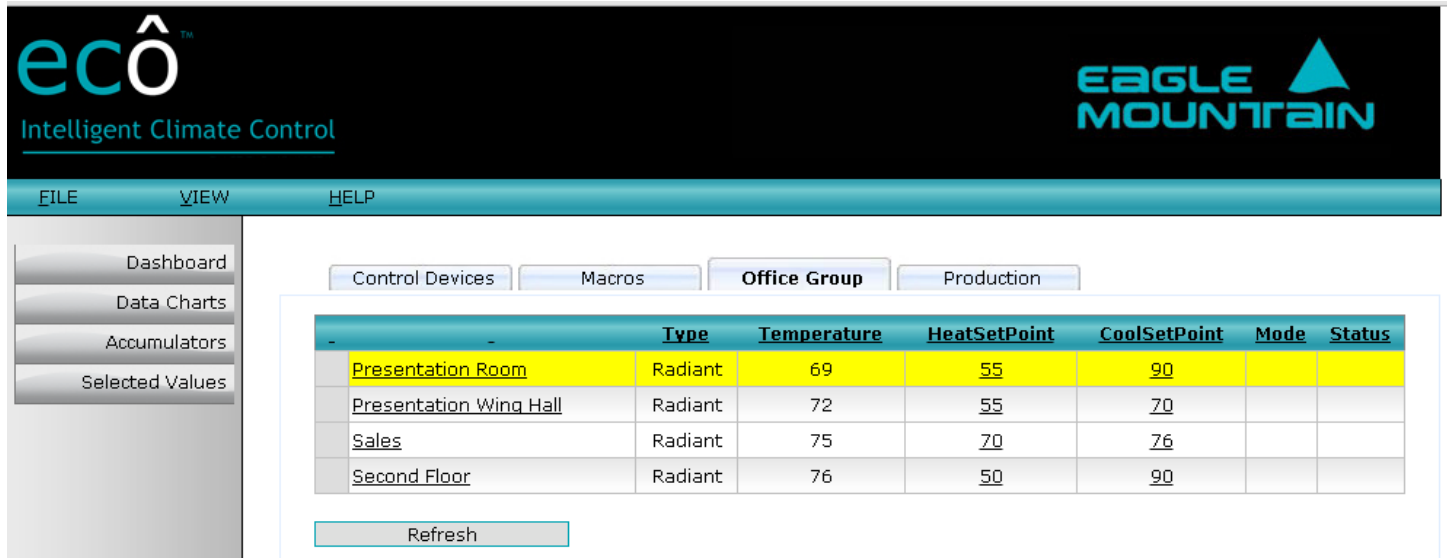 ecô™
Intelligent Climate Control
EAGLE
MOUNTAIN
FILE VIEW HELP
Dashboard
Data Charts
Accumulators
Selected Values
Control Devices Macros Office Group Production
- - Type Temperature HeatSetPoint CoolSetPoint Mode Status
Presentation Room Radiant 69 55 90
Presentation Wing Hall Radiant 72 55 70
Sales Radiant 75 70 76
Second Floor Radiant 76 50 90
Refresh